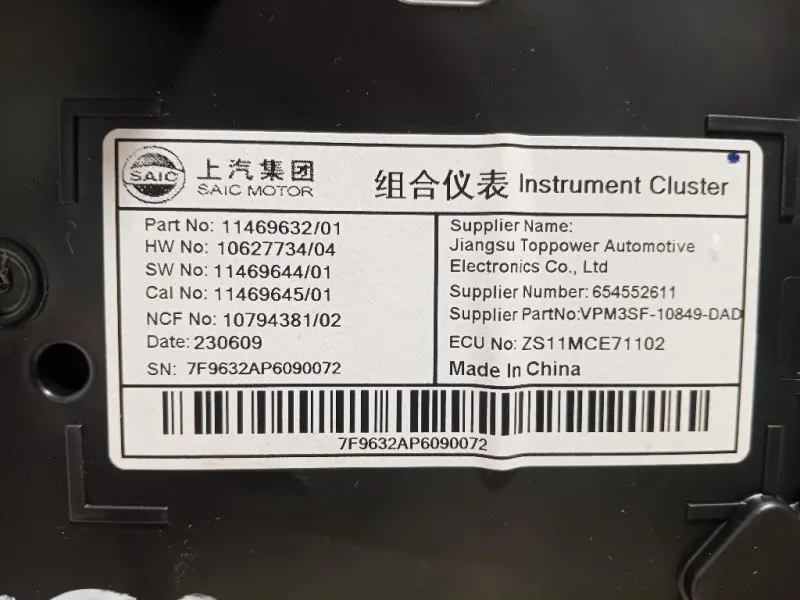 SAIC 上汽集团
SAIC MOTOR
组合仪表 Instrument Cluster
Part No: 11469632/01
HW No: 10627734/04
SW No: 11469644/01
Cal No: 11469645/01
NCF No: 10794381/02
Date: 230609
SN: 7F9632AP6090072
Supplier Name:
Jiangsu Toppower Automotive
Electronics Co., Ltd
Supplier Number: 654552611
Supplier PartNo:VPM3SF-10849-DAD
ECU No: ZS11MCE71102
Made In China
7F9632AP6090072